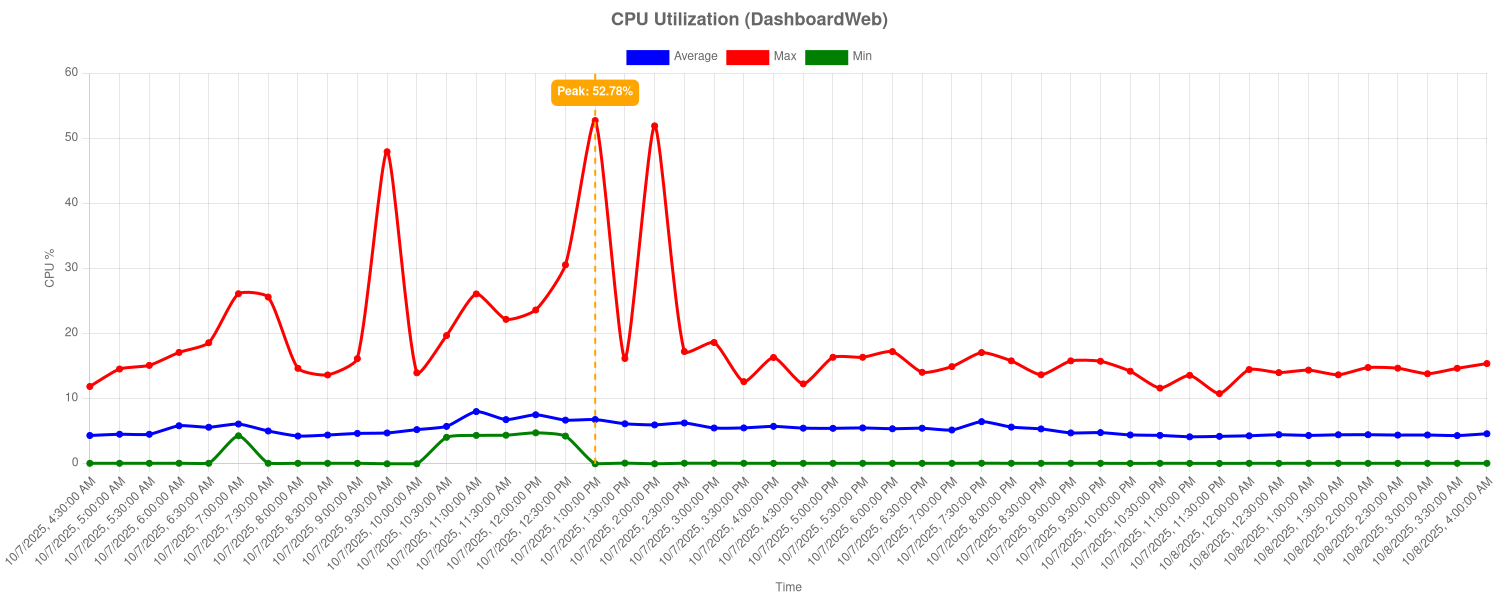 CPU Utilization (DashboardWeb)
Average Max Min
60
Peak: 52.78%
50
40
30
20
10
0
CPU %
10/7/2025, 4:30:00 AM
10/7/2025, 5:00:00 AM
10/7/2025, 5:30:00 AM
10/7/2025, 6:00:00 AM
10/7/2025, 6:30:00 AM
10/7/2025, 7:00:00 AM
10/7/2025, 7:30:00 AM
10/7/2025, 8:00:00 AM
10/7/2025, 8:30:00 AM
10/7/2025, 9:00:00 AM
10/7/2025, 9:30:00 AM
10/7/2025, 10:00:00 AM
10/7/2025, 10:30:00 AM
10/7/2025, 11:00:00 AM
10/7/2025, 11:30:00 AM
10/7/2025, 12:00:00 PM
10/7/2025, 12:30:00 PM
10/7/2025, 1:00:00 PM
10/7/2025, 1:30:00 PM
10/7/2025, 2:00:00 PM
10/7/2025, 2:30:00 PM
10/7/2025, 3:00:00 PM
10/7/2025, 3:30:00 PM
10/7/2025, 4:00:00 PM
10/7/2025, 4:30:00 PM
10/7/2025, 5:00:00 PM
10/7/2025, 5:30:00 PM
10/7/2025, 6:00:00 PM
10/7/2025, 6:30:00 PM
10/7/2025, 7:00:00 PM
10/7/2025, 7:30:00 PM
10/7/2025, 8:00:00 PM
10/7/2025, 8:30:00 PM
10/7/2025, 9:00:00 PM
10/7/2025, 9:30:00 PM
10/7/2025, 10:00:00 PM
10/7/2025, 10:30:00 PM
10/7/2025, 11:00:00 PM
10/7/2025, 11:30:00 PM
10/8/2025, 12:00:00 AM
10/8/2025, 12:30:00 AM
10/8/2025, 1:00:00 AM
10/8/2025, 1:30:00 AM
10/8/2025, 2:00:00 AM
10/8/2025, 2:30:00 AM
10/8/2025, 3:00:00 AM
10/8/2025, 3:30:00 AM
10/8/2025, 4:00:00 AM
Time